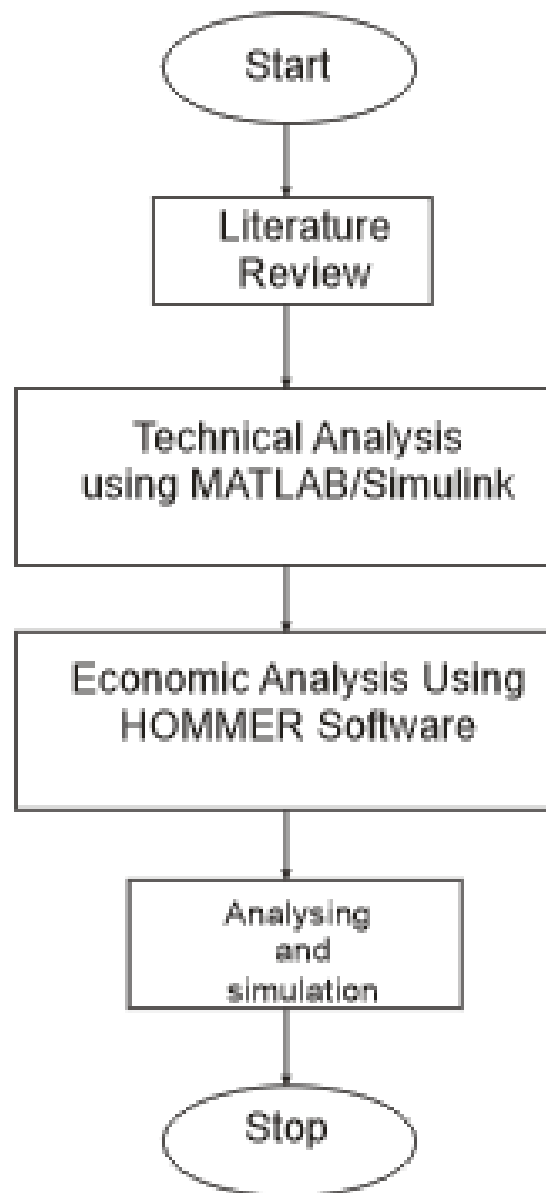 Start
Literature
Review
Technical Analysis
using MATLAB/Simulink
Economic Analysis Using
HOMMER Software
Analysing
and
simulation
Stop